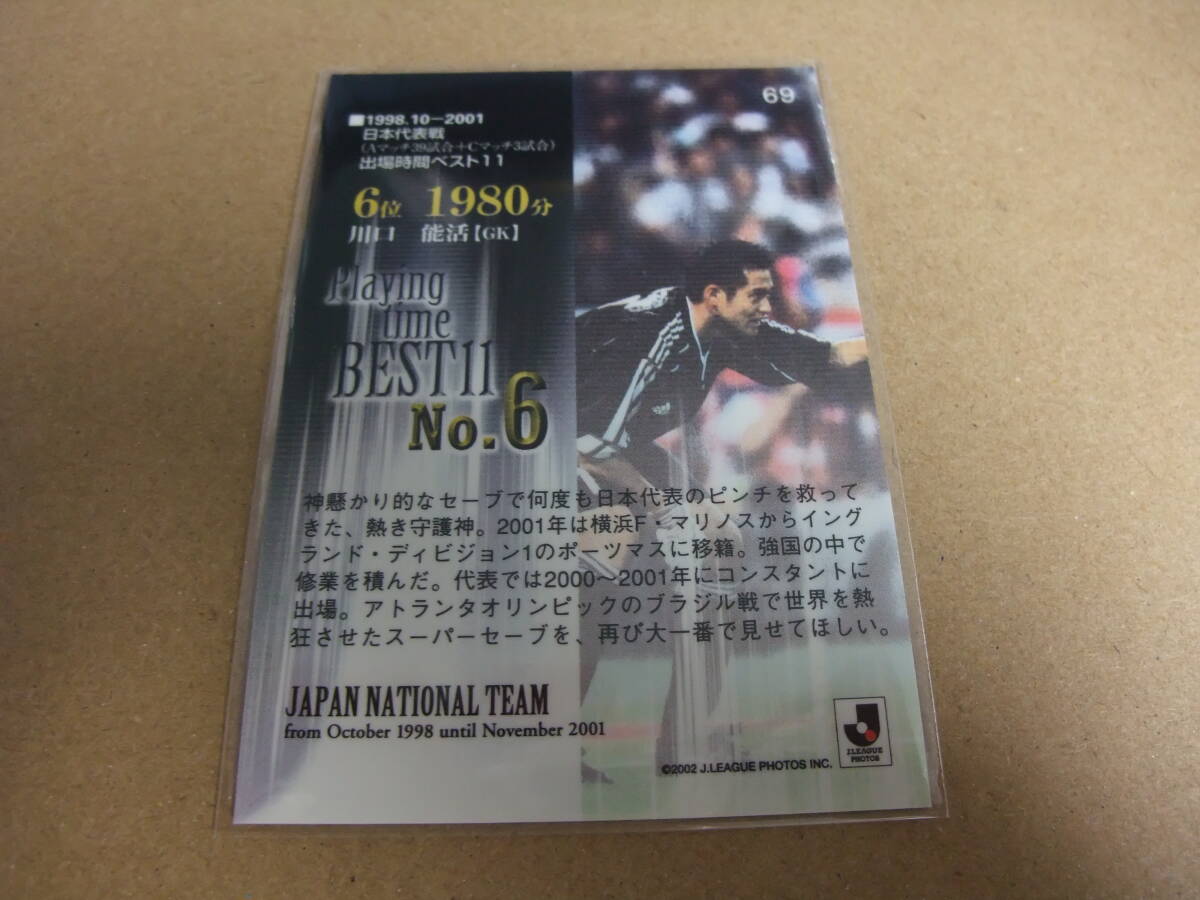 69
■1998.10−2001
日本代表戦
(Aマッチ39試合+Cマッチ3試合)
出場時間ベスト11
6位 1980分
川口 能活【GK】
Playing
time
BEST11
No.6
神懸かり的なセーブで何度も日本代表のピンチを救って
きた、熱き守護神。2001年は横浜F・マリノスからイング
ランド・ディビジョン1のポーツマスに移籍。強国の中で
修業を積んだ。代表では2000〜2001年にコンスタントに
出場。アトランタオリンピックのブラジル戦で世界を熱
狂させたスーパーセーブを、再び大一番で見せてほしい。
JAPAN NATIONAL TEAM
from October 1998 until November 2001
©2002 J.LEAGUE PHOTOS INC.
J.LEAGUE
PHOTOS